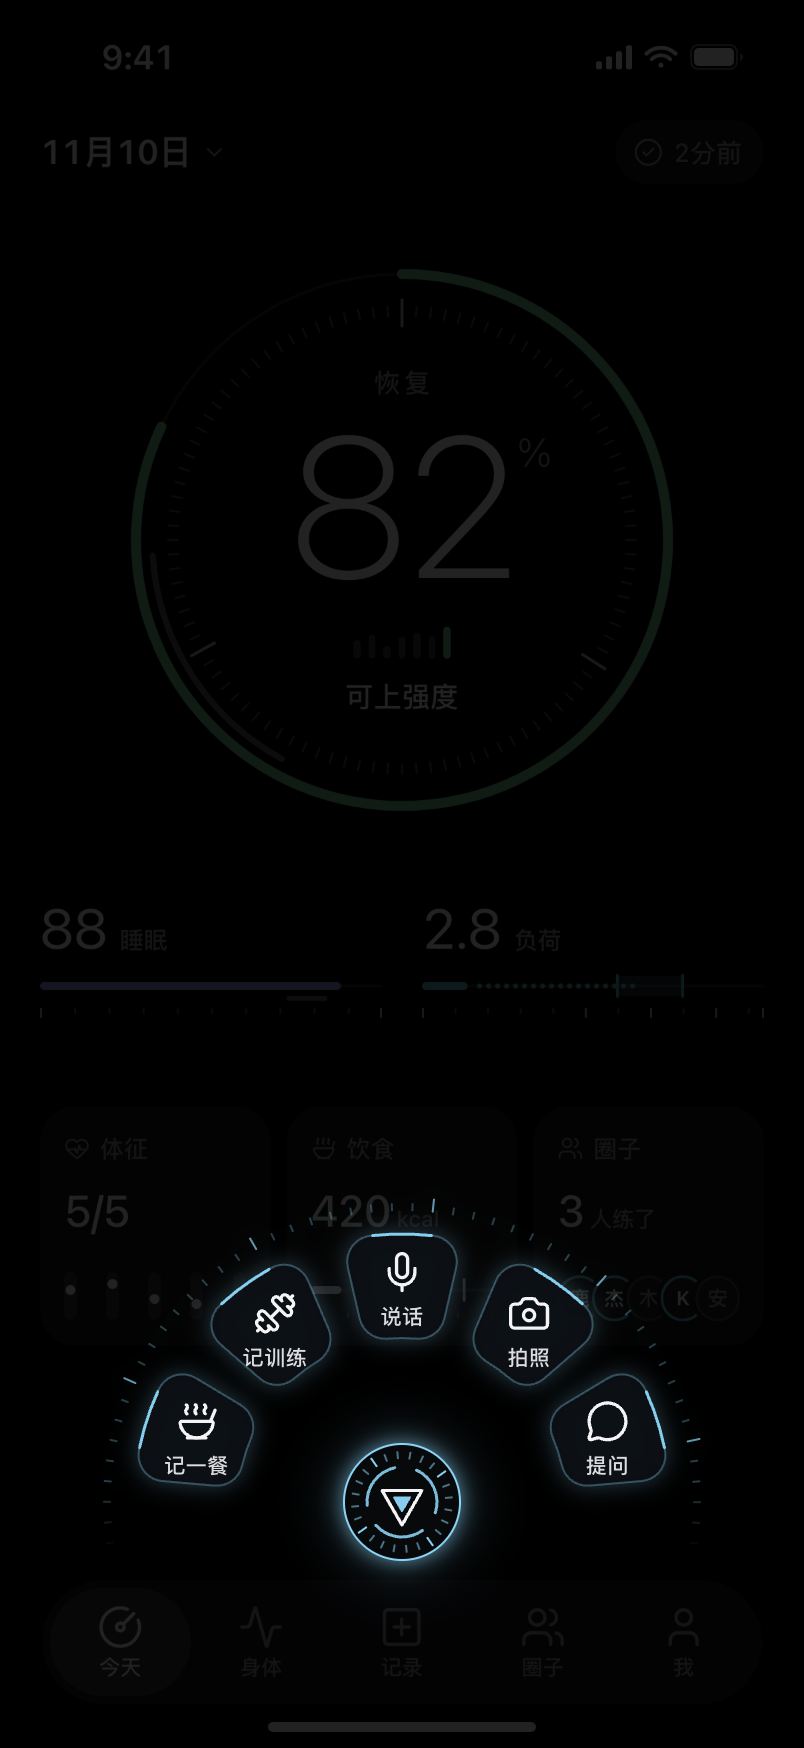 9:41
11月10日
2分前
恢复
82%
可上强度
88 睡眠
2.8 负荷
体征
饮食
圈子
5/5
420 kcal
3 人练了
杰 木 K 安
说话
记训练
拍照
记一餐
提问
今天
身体
记录
圈子
我